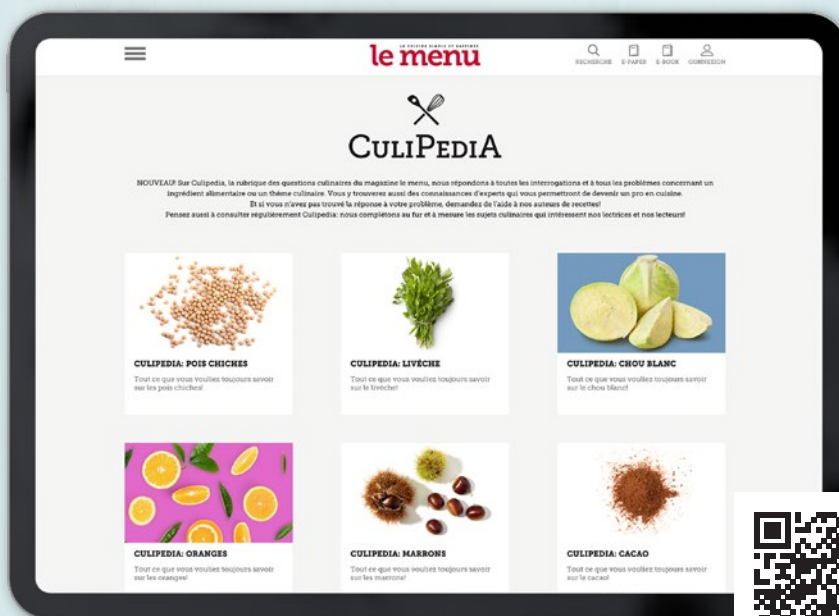 LA CUISINE SIMPLE ET RAFFINÉE
le menu
RECHERCHE E-PAPER E-BOOK CONNEXION
CULIPEDIA
NOUVEAU! Sur Culipedia, la rubrique des questions culinaires du magazine le menu, nous répondons à toutes les interrogations et à tous les problèmes concernant un
ingrédient alimentaire ou un thème culinaire. Vous y trouverez aussi des connaissances d'experts qui vous permettront de devenir un pro en cuisine.
Et si vous n'avez pas trouvé la réponse à votre problème, demandez de l'aide à nos auteurs de recettes!
Pensez aussi à consulter régulièrement Culipedia: nous complétons au fur et à mesure les sujets culinaires qui intéressent nos lectrices et nos lecteurs!
CULIPEDIA: POIS CHICHES
Tout ce que vous vouliez toujours savoir
sur les pois chiches!
CULIPEDIA: LIVÈCHE
Tout ce que vous vouliez toujours savoir
sur le livèche!
CULIPEDIA: CHOU BLANC
Tout ce que vous vouliez toujours savoir
sur le chou blanc!
CULIPEDIA: ORANGES
Tout ce que vous vouliez toujours savoir
sur les oranges!
CULIPEDIA: MARRONS
Tout ce que vous vouliez toujours savoir
sur les marrons!
CULIPEDIA: CACAO
Tout ce que vous vouliez toujours savoir
sur le cacao!